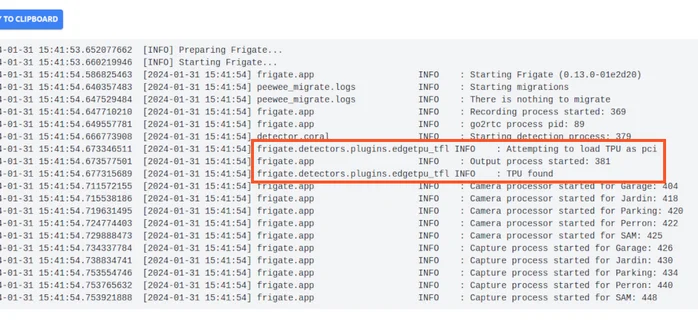 TO CLIPBOARD
4-01-31 15:41:53.652077662 [INFO] Preparing Frigate...
4-01-31 15:41:53.660219946 [INFO] Starting Frigate...
4-01-31 15:41:54.586825463 [2024-01-31 15:41:54] frigate.app INFO : Starting Frigate (0.13.0-01e2d20)
4-01-31 15:41:54.640357483 [2024-01-31 15:41:54] peewee_migrate.logs INFO : Starting migrations
4-01-31 15:41:54.647529484 [2024-01-31 15:41:54] peewee_migrate.logs INFO : There is nothing to migrate
4-01-31 15:41:54.647710210 [2024-01-31 15:41:54] frigate.app INFO : Recording process started: 369
4-01-31 15:41:54.649557781 [2024-01-31 15:41:54] frigate.app INFO : go2rtc process pid: 89
4-01-31 15:41:54.666773908 [2024-01-31 15:41:54] detector.coral INFO : Starting detection process: 379
4-01-31 15:41:54.673346511 [2024-01-31 15:41:54] frigate.detectors.plugins.edgetpu_tfl INFO : Attempting to load TPU as pci
4-01-31 15:41:54.673577501 [2024-01-31 15:41:54] frigate.app INFO : Output process started: 381
4-01-31 15:41:54.677315689 [2024-01-31 15:41:54] frigate.detectors.plugins.edgetpu_tfl INFO : TPU found
4-01-31 15:41:54.711572155 [2024-01-31 15:41:54] frigate.app INFO : Camera processor started for Garage: 404
4-01-31 15:41:54.715538186 [2024-01-31 15:41:54] frigate.app INFO : Camera processor started for Jardin: 418
4-01-31 15:41:54.719631495 [2024-01-31 15:41:54] frigate.app INFO : Camera processor started for Parking: 420
4-01-31 15:41:54.724774403 [2024-01-31 15:41:54] frigate.app INFO : Camera processor started for Perron: 422
4-01-31 15:41:54.729888473 [2024-01-31 15:41:54] frigate.app INFO : Camera processor started for SAM: 425
4-01-31 15:41:54.734337784 [2024-01-31 15:41:54] frigate.app INFO : Capture process started for Garage: 426
4-01-31 15:41:54.738834741 [2024-01-31 15:41:54] frigate.app INFO : Capture process started for Jardin: 430
4-01-31 15:41:54.753554746 [2024-01-31 15:41:54] frigate.app INFO : Capture process started for Parking: 434
4-01-31 15:41:54.753765632 [2024-01-31 15:41:54] frigate.app INFO : Capture process started for Perron: 440
4-01-31 15:41:54.753921888 [2024-01-31 15:41:54] frigate.app INFO : Capture process started for SAM: 448